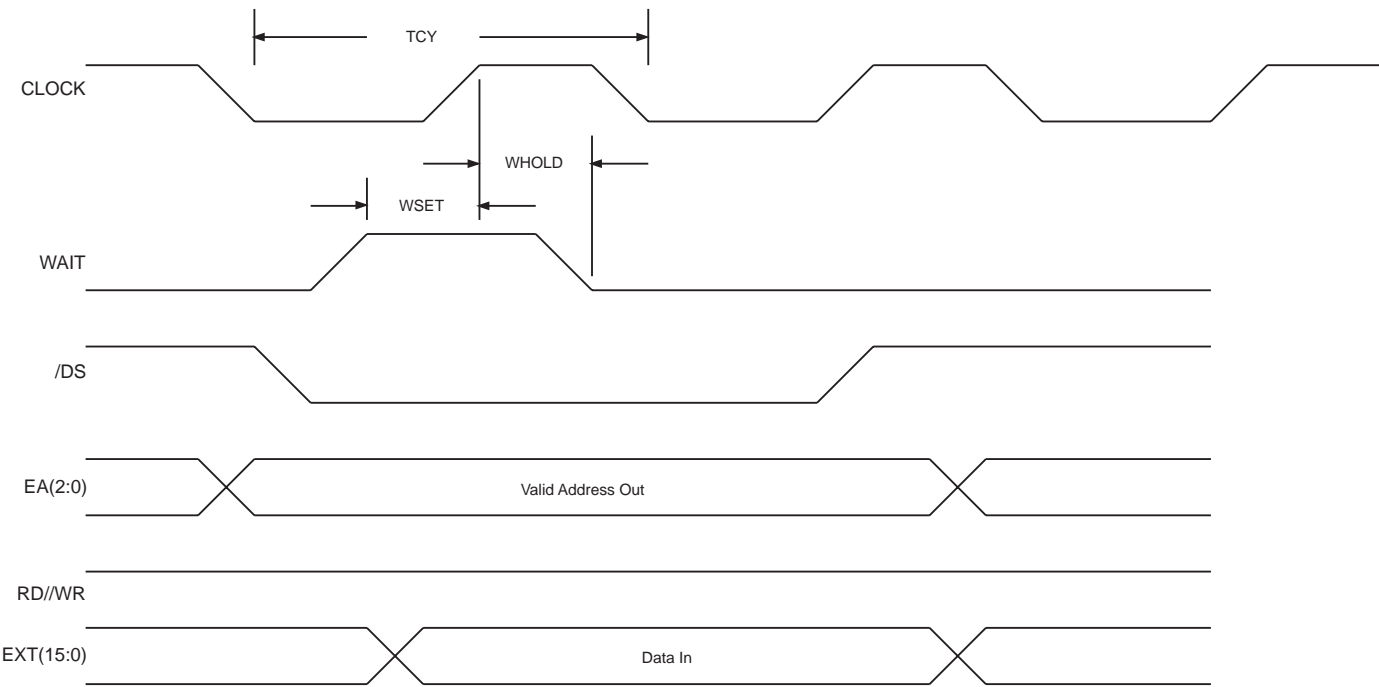 TCY
CLOCK
WHOLD
WSET
WAIT
/DS
EA(2:0)
Valid Address Out
RD//WR
EXT(15:0)
Data In